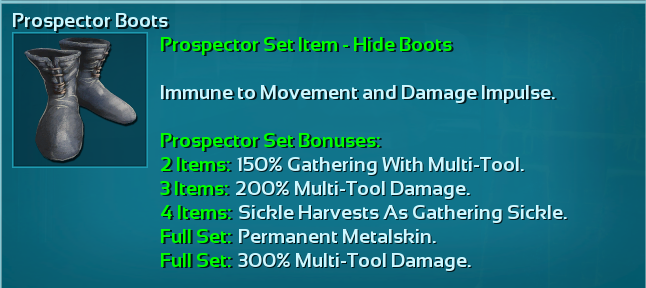 Prospector Boots
Prospector Set Item - Hide Boots
Immune to Movement and Damage Impulse.
Prospector Set Bonuses:
2 Items: 150% Gathering With Multi-Tool.
3 Items: 200% Multi-Tool Damage.
4 Items: Sickle Harvests As Gathering Sickle.
Full Set: Permanent Metalskin.
Full Set: 300% Multi-Tool Damage.